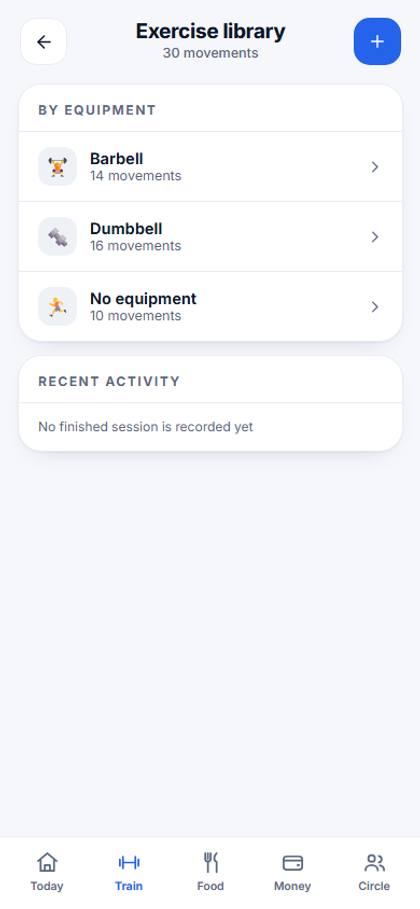 Exercise library
30 movements
BY EQUIPMENT
Barbell
14 movements
Dumbbell
16 movements
No equipment
10 movements
RECENT ACTIVITY
No finished session is recorded yet
Today
Train
Food
Money
Circle